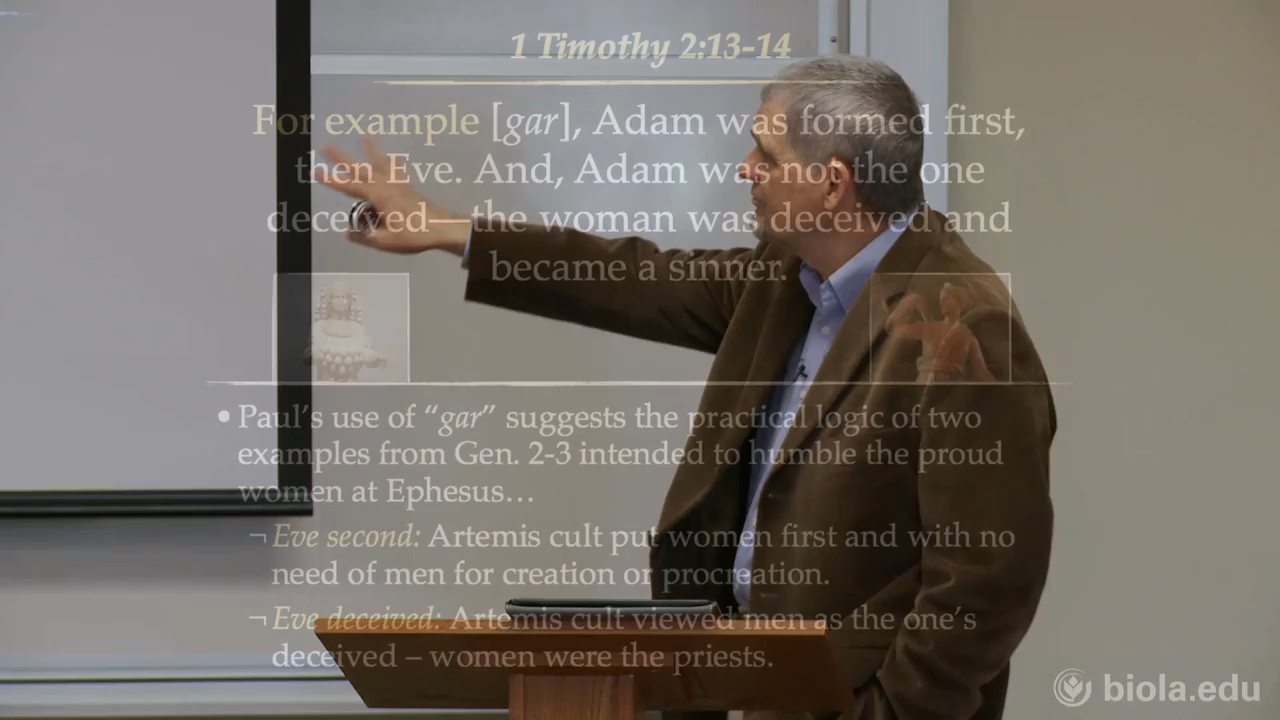 1 Timothy 2:13-14
For example [gar], Adam was formed first,
then Eve. And, Adam was not the one
deceived—the woman was deceived and
became a sinner.
• Paul's use of “gar” suggests the practical logic of two
examples from Gen. 2-3 intended to humble the proud
women at Ephesus…
¬ Eve second: Artemis cult put women first and with no
need of men for creation or procreation.
¬ Eve deceived: Artemis cult viewed men as the one's
deceived – women were the priests.
biola.edu